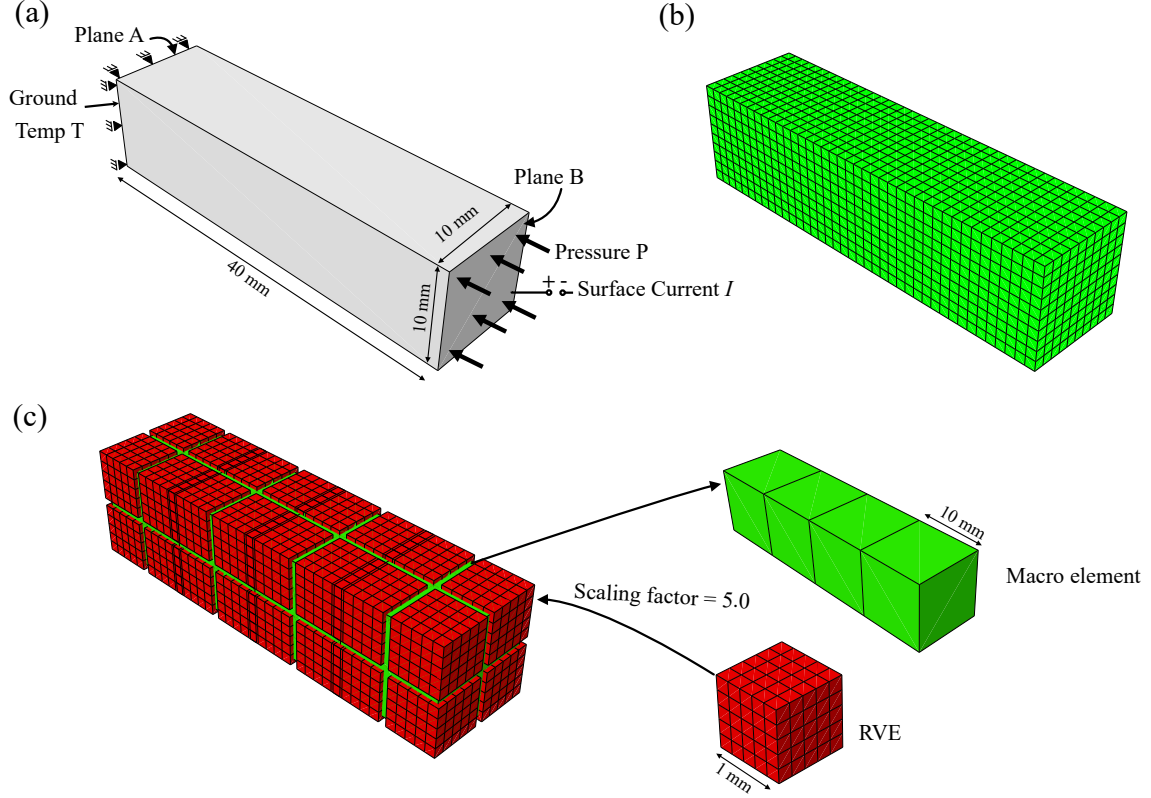 (a)
Plane A
Ground
Temp T
Plane B
10 mm
Pressure P
+ -
Surface Current I
10 mm
40 mm
(b)
(c)
10 mm
Macro element
Scaling factor = 5.0
RVE
1 mm